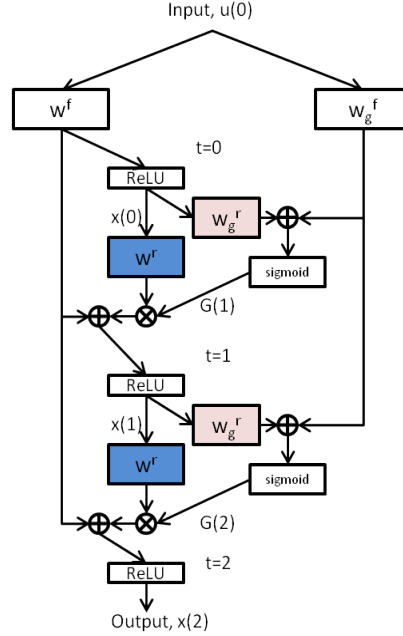 Input, u(0)
w^f
w_g^f
t=0
ReLU
x(0)
w_g^r
w^r
sigmoid
G(1)
t=1
ReLU
x(1)
w_g^r
w^r
sigmoid
G(2)
t=2
ReLU
Output, x(2)